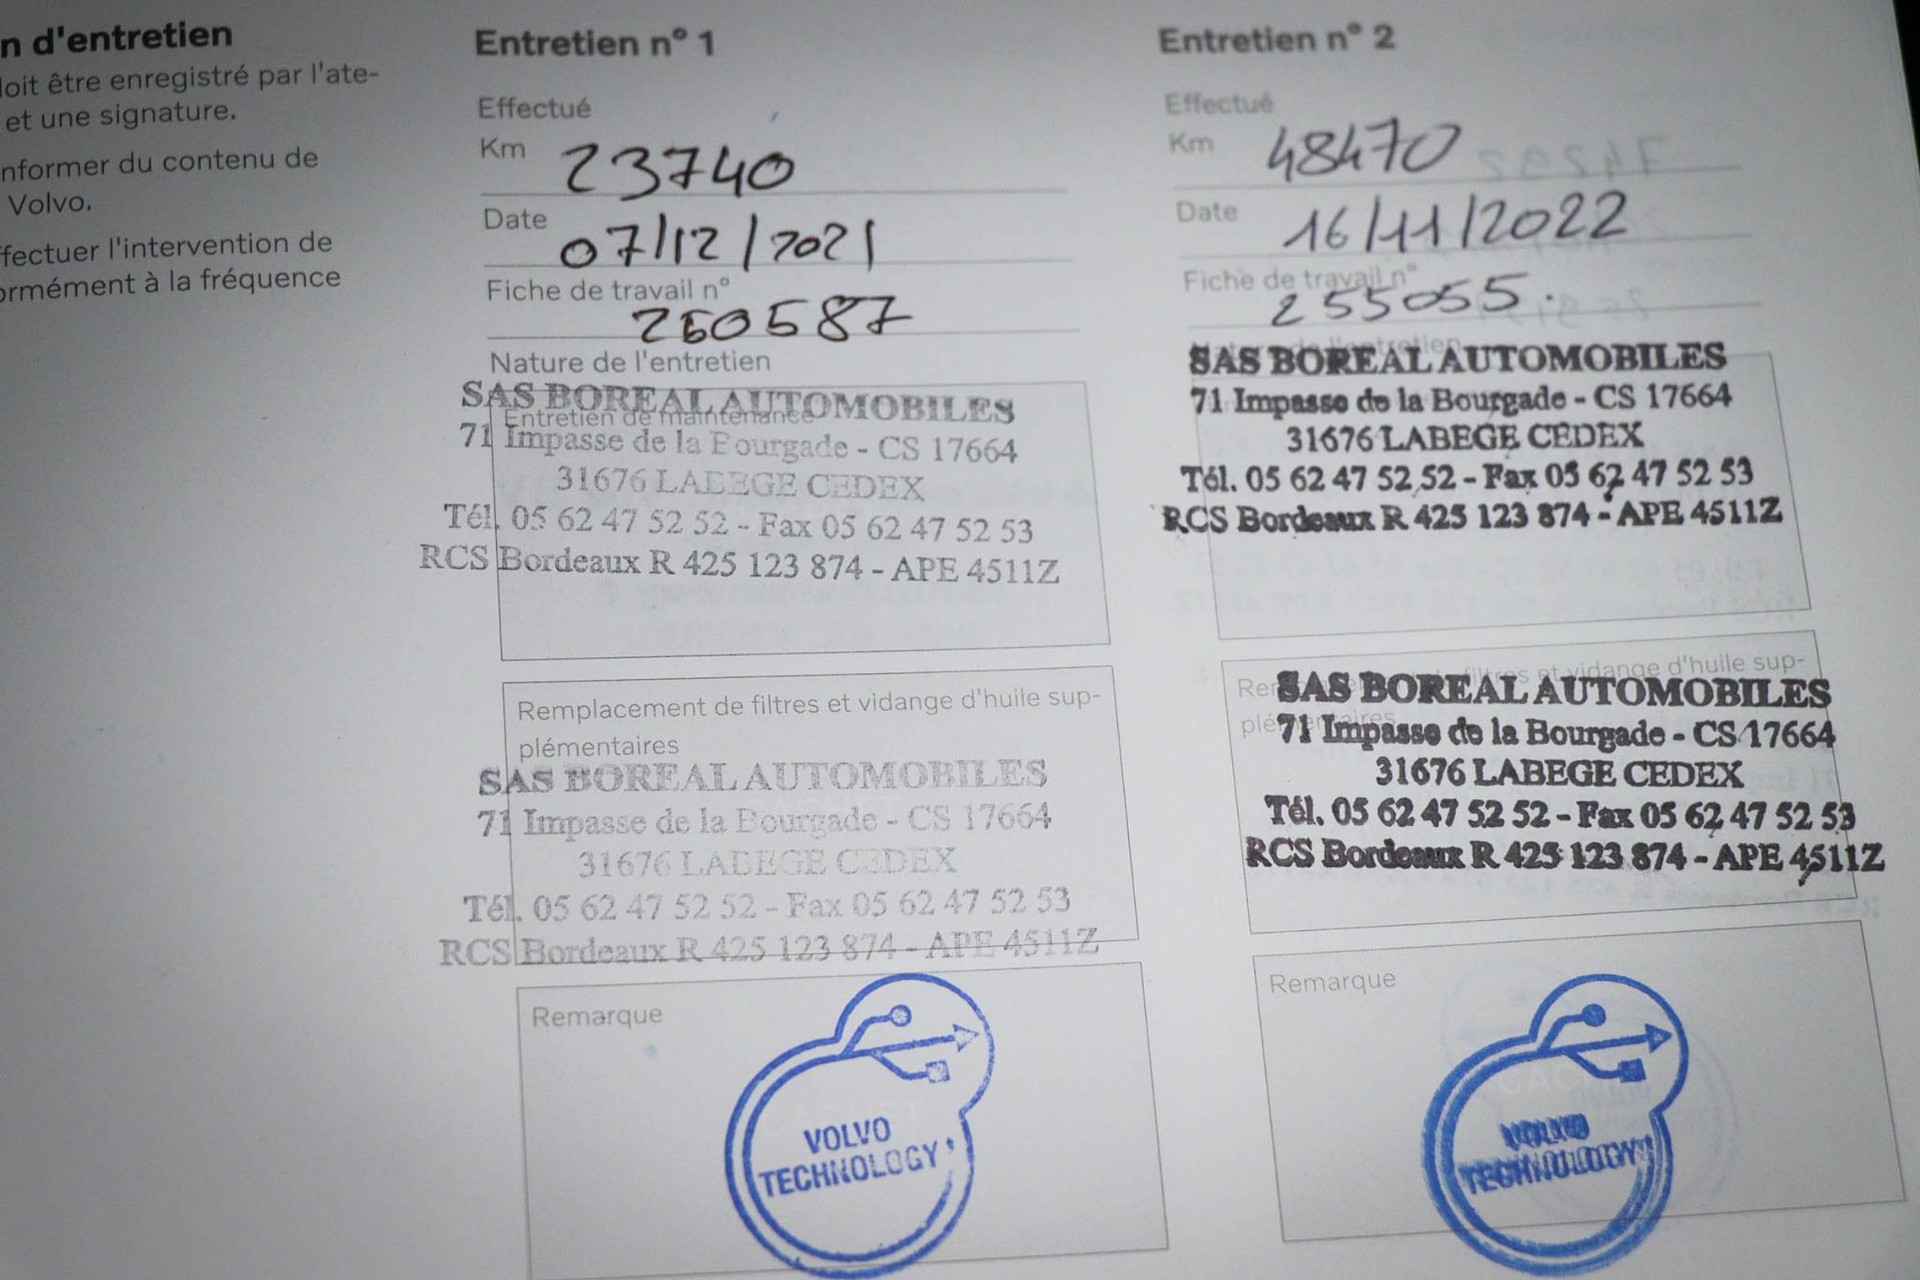 n d'entretien
loit être enregistré par l'ate-
et une signature.
nformer du contenu de
Volvo.
fectuer l'intervention de
ormément à la fréquence
Entretien n° 1
Effectué
Km 23740
Date 07/12/2021
Fiche de travail n°
260587
Nature de l'entretien
SAS BOREAL AUTOMOBILES
Entretien de maintenance
71 Impasse de la Bourgade - CS 17664
31676 LABEGE CEDEX
Tél. 05 62 47 52 52 - Fax 05 62 47 52 53
RCS Bordeaux R 425 123 874 - APE 4511Z
Remplacement de filtres et vidange d'huile sup-
plémentaires
SAS BOREAL AUTOMOBILES
71 Impasse de la Bourgade - CS 17664
31676 LABEGE CEDEX
Tél. 05 62 47 52 52 - Fax 05 62 47 52 53
RCS Bordeaux R 425 123 874 - APE 4511Z
Remarque
VOLVO
TECHNOLOGY
Entretien n° 2
Effectué
Km 48470
Date 16/11/2022
Fiche de travail n°
255055.
SAS BOREAL AUTOMOBILES
71 Impasse de la Bourgade - CS 17664
31676 LABEGE CEDEX
Tél. 05 62 47 52 52 - Fax 05 62 47 52 53
RCS Bordeaux R 425 123 874 - APE 4511Z
filtres et vidange d'huile sup-
plémentaires
SAS BOREAL AUTOMOBILES
71 Impasse de la Bourgade - CS 17664
31676 LABEGE CEDEX
Tél. 05 62 47 52 52 - Fax 05 62 47 52 53
RCS Bordeaux R 425 123 874 - APE 4511Z
Remarque
VOLVO
TECHNOLOGY